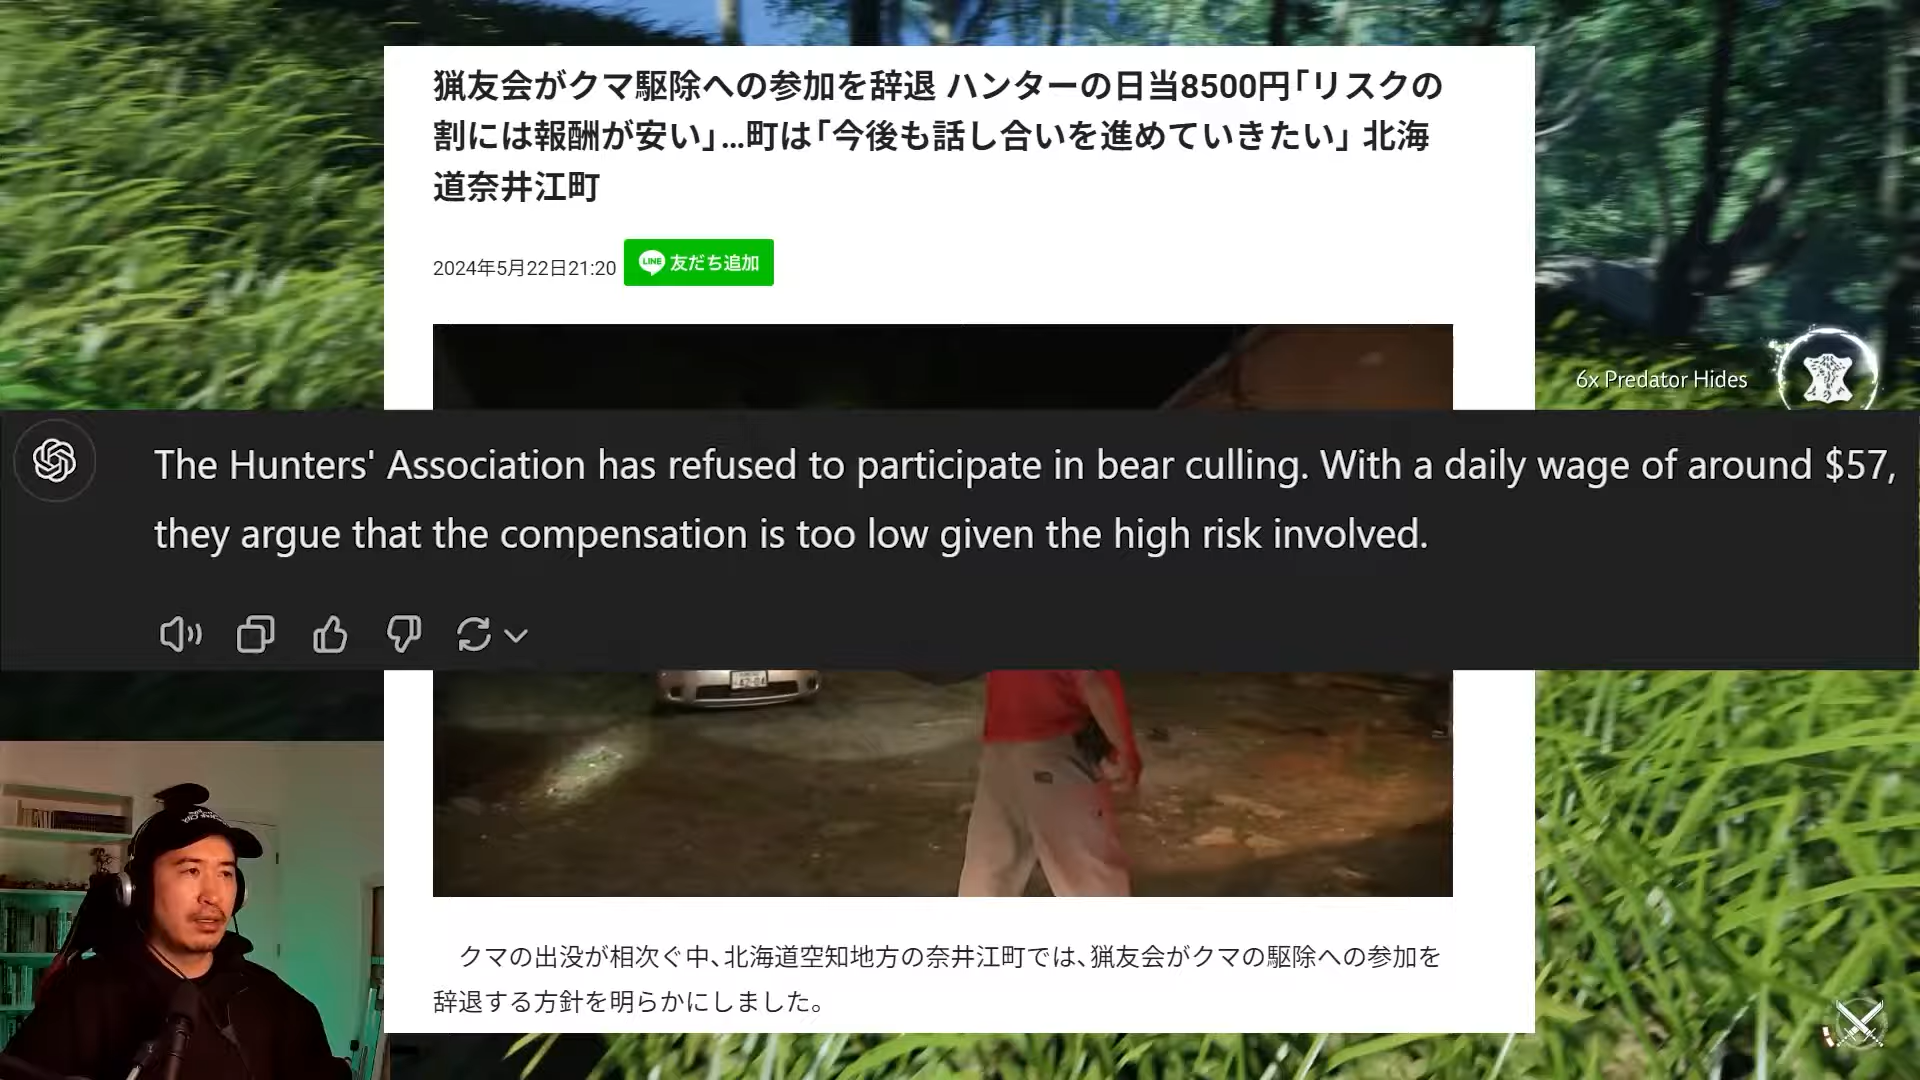 猟友会がクマ駆除への参加を辞退 ハンターの日当8500円｢リスクの
割には報酬が安い｣…町は｢今後も話し合いを進めていきたい｣ 北海
道奈井江町
2024年5月22日21:20
LINE 友だち追加
6x Predator Hides
The Hunters' Association has refused to participate in bear culling. With a daily wage of around $57,
they argue that the compensation is too low given the high risk involved.
クマの出没が相次ぐ中､北海道空知地方の奈井江町では､猟友会がクマの駆除への参加を
辞退する方針を明らかにしました。